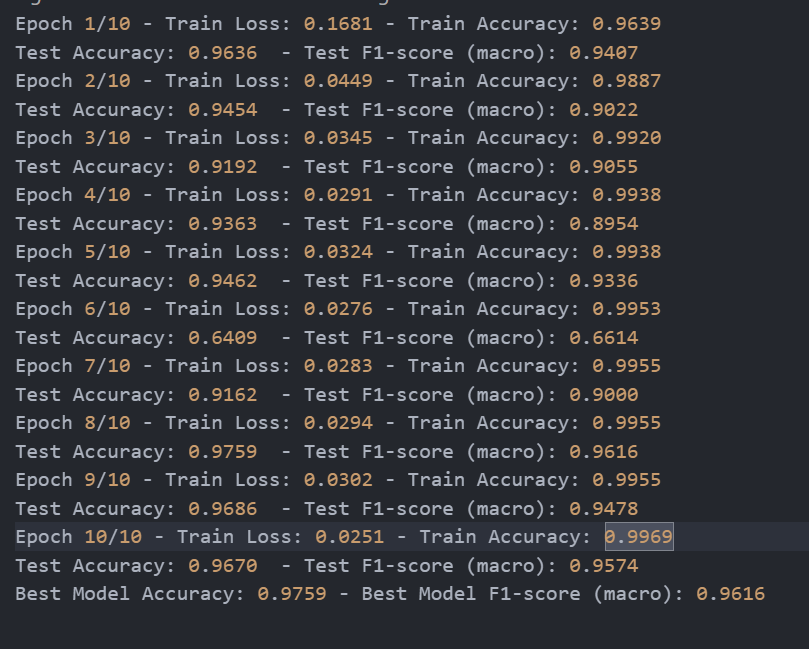 Epoch 1/10 - Train Loss: 0.1681 - Train Accuracy: 0.9639
Test Accuracy: 0.9636  - Test F1-score (macro): 0.9407
Epoch 2/10 - Train Loss: 0.0449 - Train Accuracy: 0.9887
Test Accuracy: 0.9454  - Test F1-score (macro): 0.9022
Epoch 3/10 - Train Loss: 0.0345 - Train Accuracy: 0.9920
Test Accuracy: 0.9192  - Test F1-score (macro): 0.9055
Epoch 4/10 - Train Loss: 0.0291 - Train Accuracy: 0.9938
Test Accuracy: 0.9363  - Test F1-score (macro): 0.8954
Epoch 5/10 - Train Loss: 0.0324 - Train Accuracy: 0.9938
Test Accuracy: 0.9462  - Test F1-score (macro): 0.9336
Epoch 6/10 - Train Loss: 0.0276 - Train Accuracy: 0.9953
Test Accuracy: 0.6409  - Test F1-score (macro): 0.6614
Epoch 7/10 - Train Loss: 0.0283 - Train Accuracy: 0.9955
Test Accuracy: 0.9162  - Test F1-score (macro): 0.9000
Epoch 8/10 - Train Loss: 0.0294 - Train Accuracy: 0.9955
Test Accuracy: 0.9759  - Test F1-score (macro): 0.9616
Epoch 9/10 - Train Loss: 0.0302 - Train Accuracy: 0.9955
Test Accuracy: 0.9686  - Test F1-score (macro): 0.9478
Epoch 10/10 - Train Loss: 0.0251 - Train Accuracy: 0.9969
Test Accuracy: 0.9670  - Test F1-score (macro): 0.9574
Best Model Accuracy: 0.9759 - Best Model F1-score (macro): 0.9616